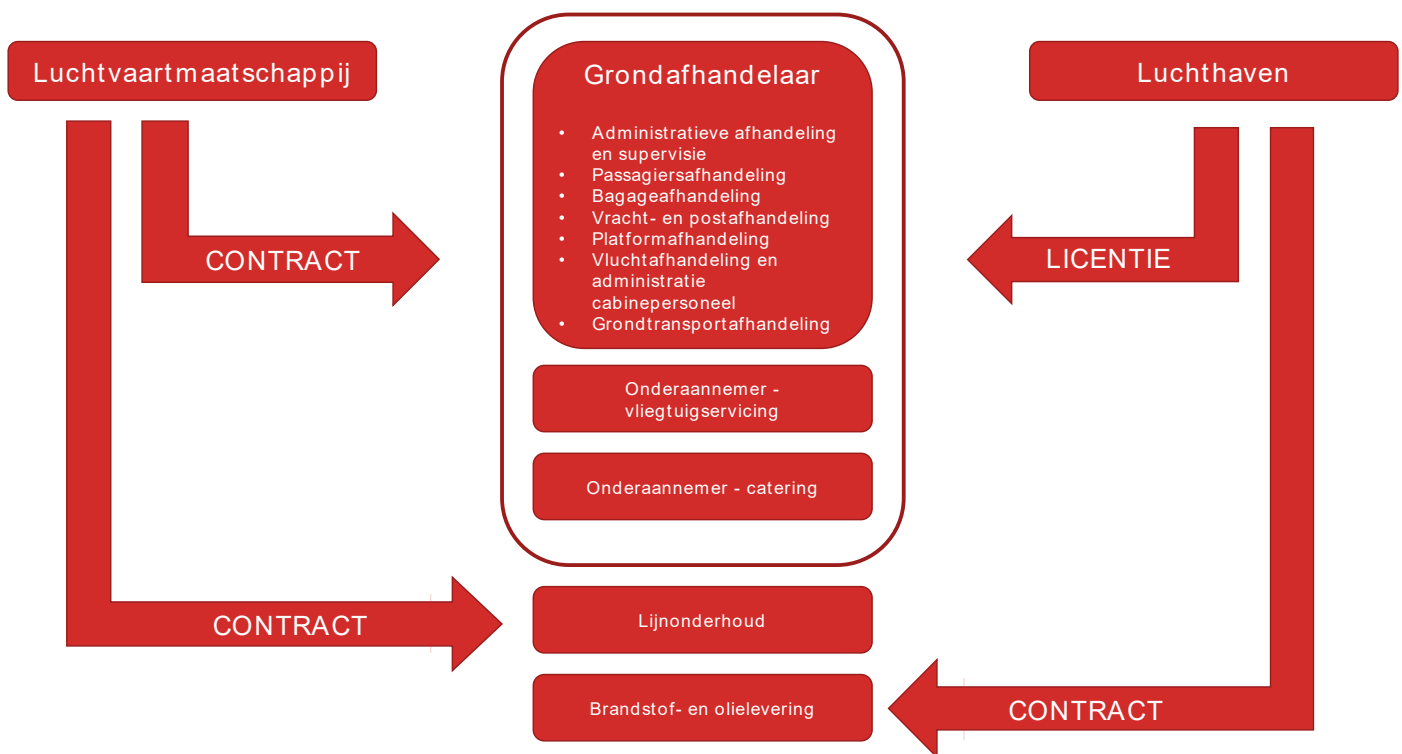 Luchtvaartmaatschappij
Grondafhandelaar
Luchthaven
• Administratieve afhandeling
en supervisie
• Passagiersafhandeling
• Bagageafhandeling
• Vracht- en postafhandeling
• Platformafhandeling
• Vluchtafhandeling en
administratie
cabinepersoneel
• Grondtransportafhandeling
CONTRACT
LICENTIE
Onderaannemer -
vliegtuigservicing
Onderaannemer - catering
CONTRACT
Lijnonderhoud
Brandstof- en olielevering
CONTRACT